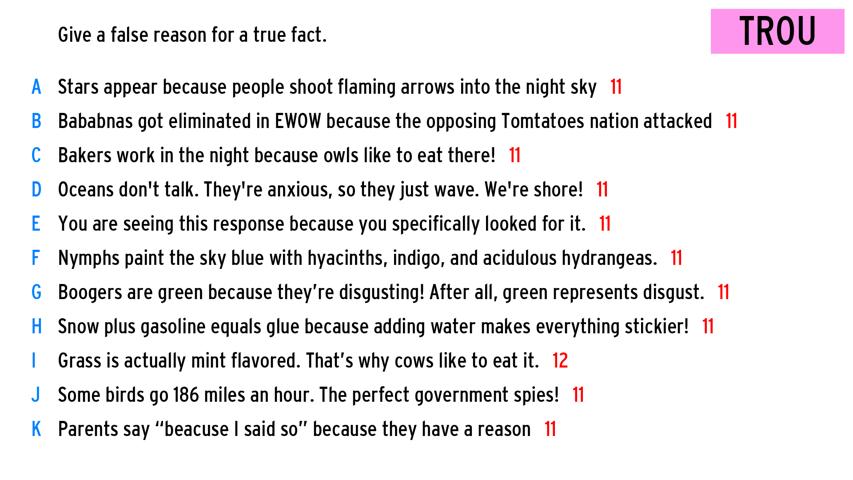 Give a false reason for a true fact.
TROU
A Stars appear because people shoot flaming arrows into the night sky 11
B Bababnas got eliminated in EWOW because the opposing Tomtatoes nation attacked 11
C Bakers work in the night because owls like to eat there! 11
D Oceans don't talk. They're anxious, so they just wave. We're shore! 11
E You are seeing this response because you specifically looked for it. 11
F Nymphs paint the sky blue with hyacinths, indigo, and acidulous hydrangeas. 11
G Boogers are green because they’re disgusting! After all, green represents disgust. 11
H Snow plus gasoline equals glue because adding water makes everything stickier! 11
I Grass is actually mint flavored. That’s why cows like to eat it. 12
J Some birds go 186 miles an hour. The perfect government spies! 11
K Parents say “beacuse I said so” because they have a reason 11